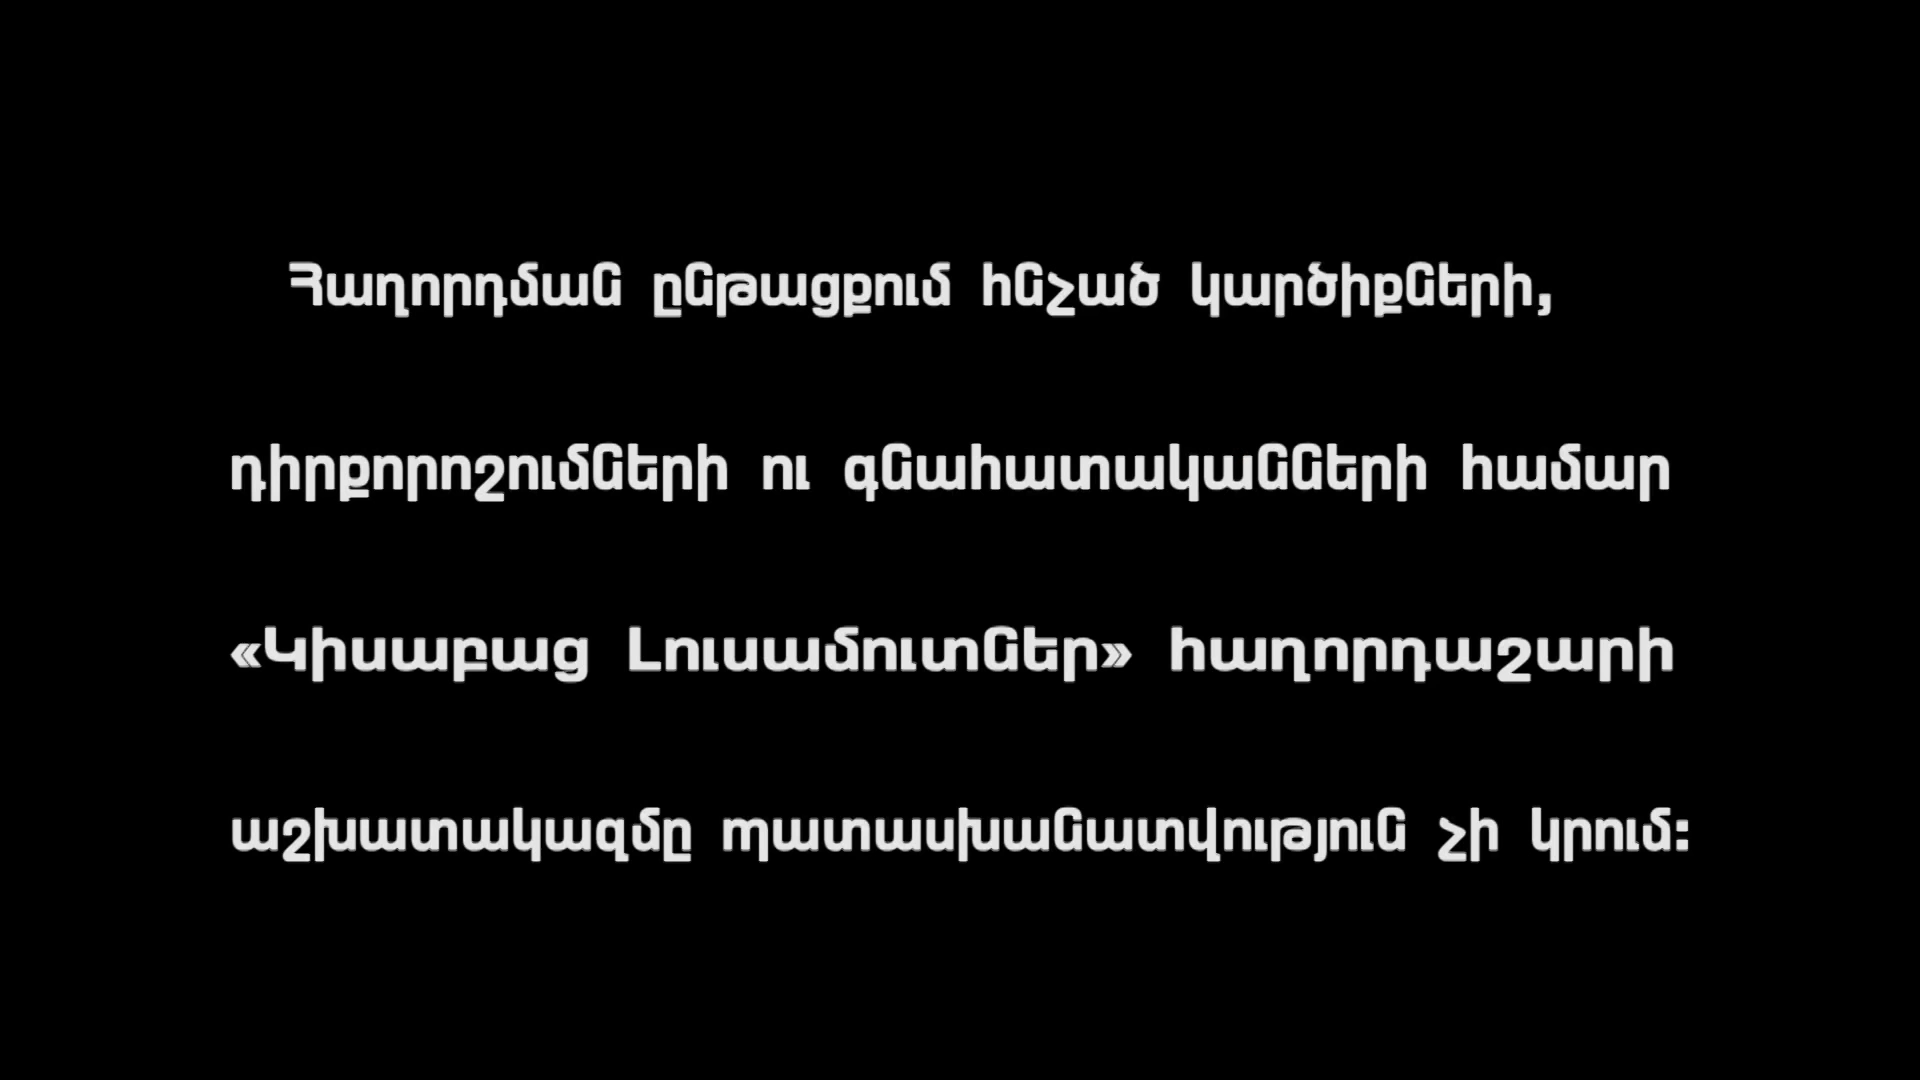 Հաղորդման ընթացքում հնչած կարծիքների,
դիրքորոշումների ու գնահատականների համար
«Կիսաբաց Լուսամուտներ» հաղորդաշարի
աշխատակազմը պատասխանատվություն չի կրում: